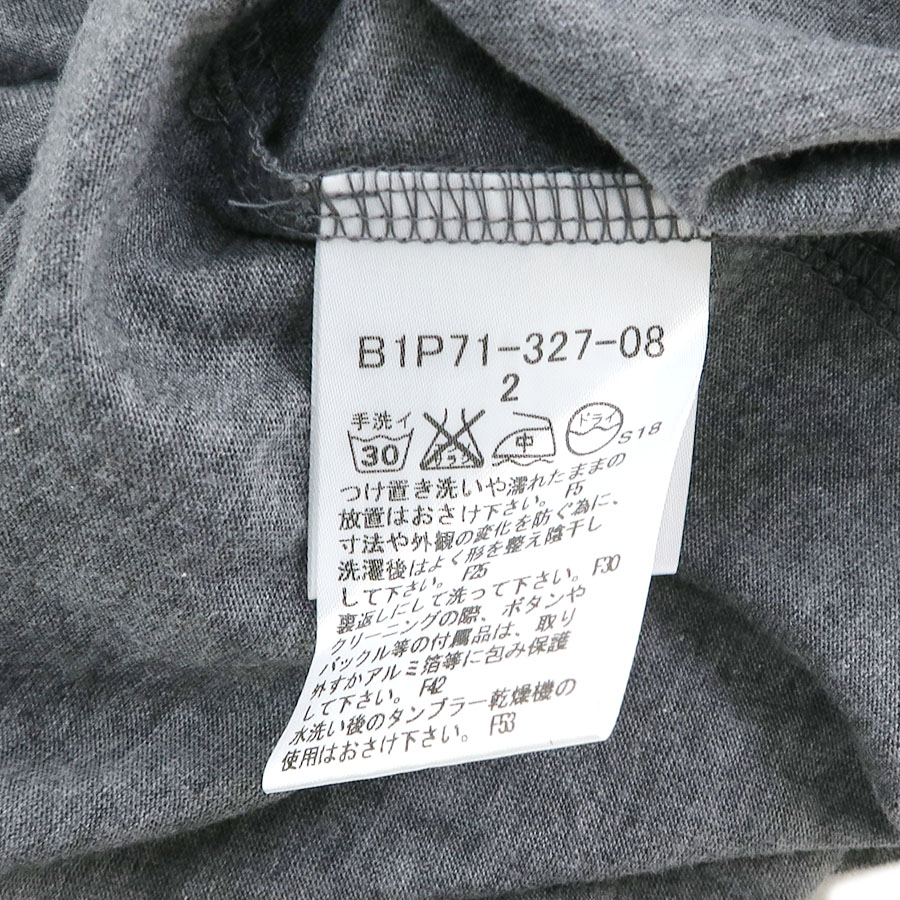 B1P71-327-08
2
手洗イ
30 エンソサラシ 中 ドライ S18
つけ置き洗いや濡れたままの
放置はおさけ下さい。 F5
寸法や外観の変化を防ぐ為に、
洗濯後はよく形を整え陰干し
して下さい。 F25
裏返しにして洗って下さい。 F30
クリーニングの際、ボタンや
バックル等の付属品は、取り
外すかアルミ箔等に包み保護
して下さい。 F42
水洗い後のタンブラー乾燥機の
使用はおさけ下さい。 F53